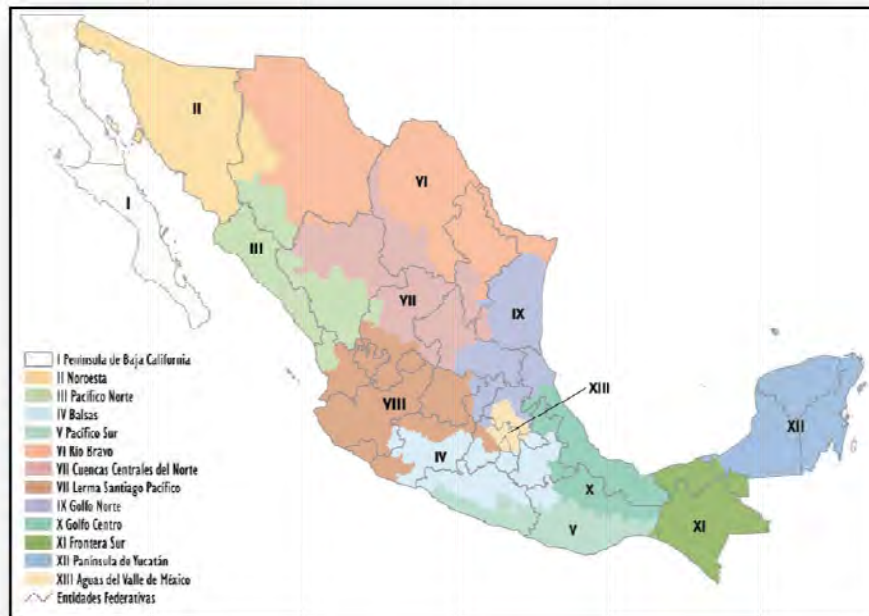 II
VI
I
III
IX
VII
XIII
VIII
XII
IV
X
XI
V
I Península de Baja California
II Noroesta
III Pacífico Norte
IV Balsas
V Pacífico Sur
VI Río Bravo
VII Cuencas Centrales del Norte
VII Lerma Santiago Pacífico
IX Golfo Norte
X Golfo Centro
XI Frontera Sur
XII Panínsula de Yucatán
XIII Aguas del Valle de México
Entidades Federativas